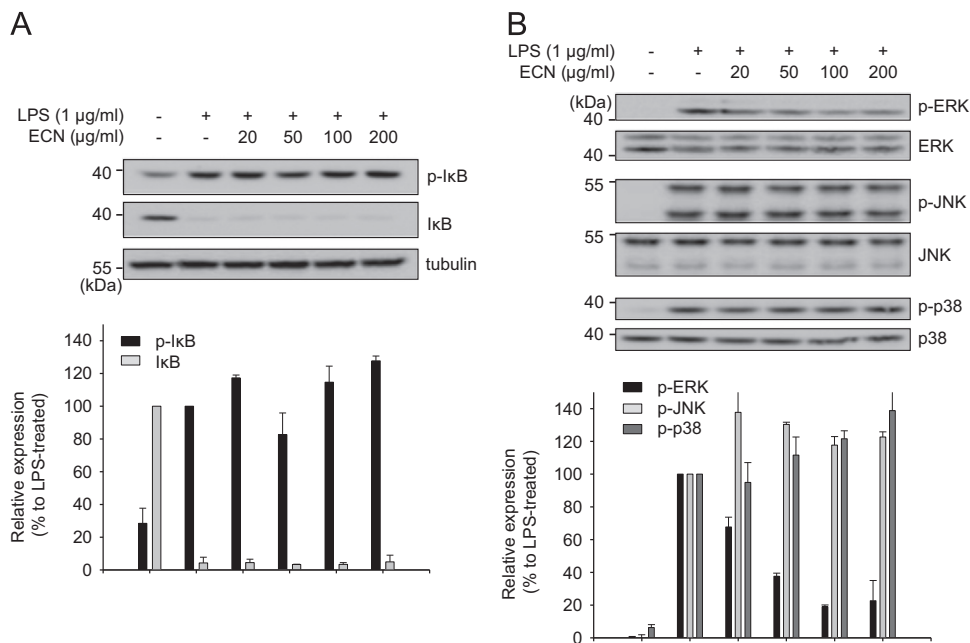 A
LPS (1 µg/ml) - + + + + +
ECN (µg/ml) - - 20 50 100 200
40 p-IκB
40 IκB
55 tubulin
(kDa)
p-IκB
IκB
Relative expression
(% to LPS-treated)
140
120
100
80
60
40
20
0
B
LPS (1 µg/ml) - + + + + +
ECN (µg/ml) - - 20 50 100 200
(kDa)
40 p-ERK
40 ERK
55 p-JNK
55 JNK
40 p-p38
40 p38
p-ERK
p-JNK
p-p38
Relative expression
(% to LPS-treated)
140
120
100
80
60
40
20
0